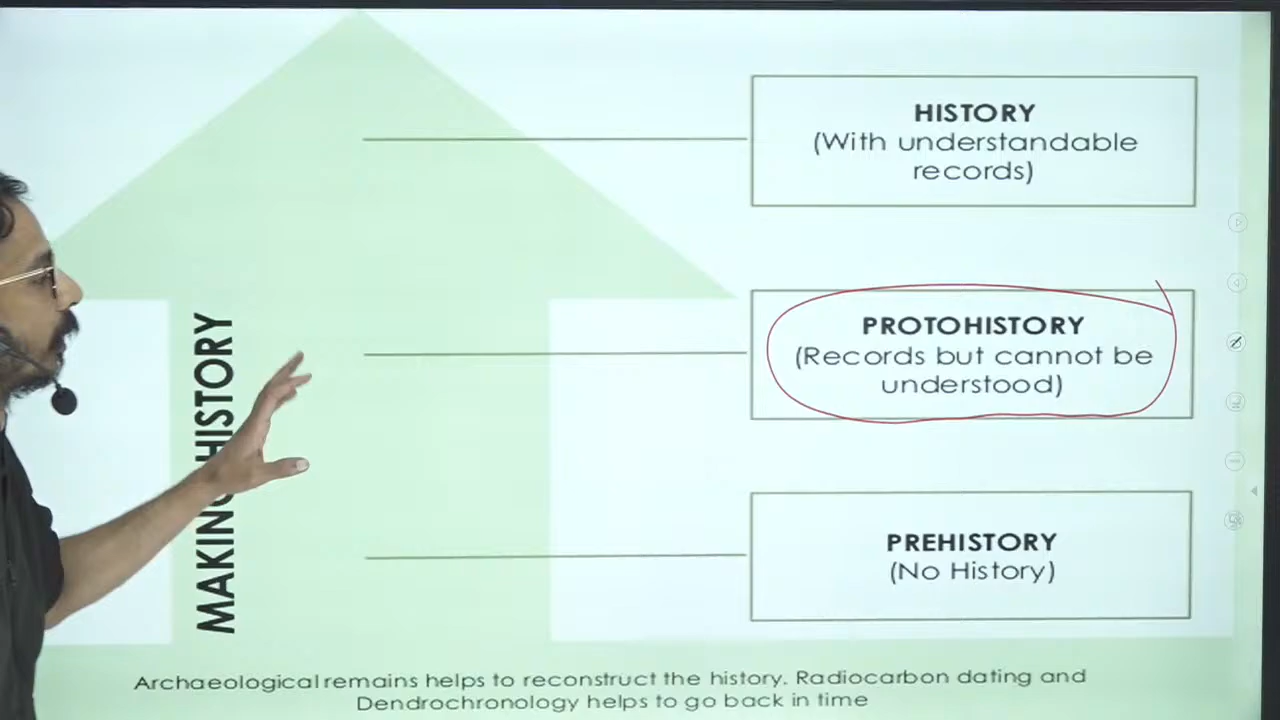 HISTORY
(With understandable
records)
PROTOHISTORY
(Records but cannot be
understood)
MAKING HISTORY
PREHISTORY
(No History)
Archaeological remains helps to reconstruct the history. Radiocarbon dating and
Dendrochronology helps to go back in time